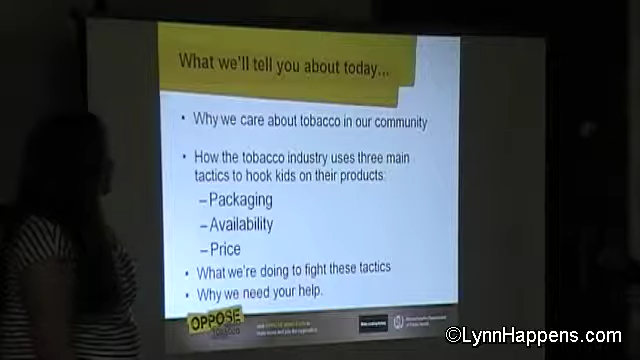 What we'll tell you about today...
• Why we care about tobacco in our community
• How the tobacco industry uses three main
tactics to hook kids on their products:
– Packaging
– Availability
– Price
• What we're doing to fight these tactics
• Why we need your help.
OPPOSE
©LynnHappens.com